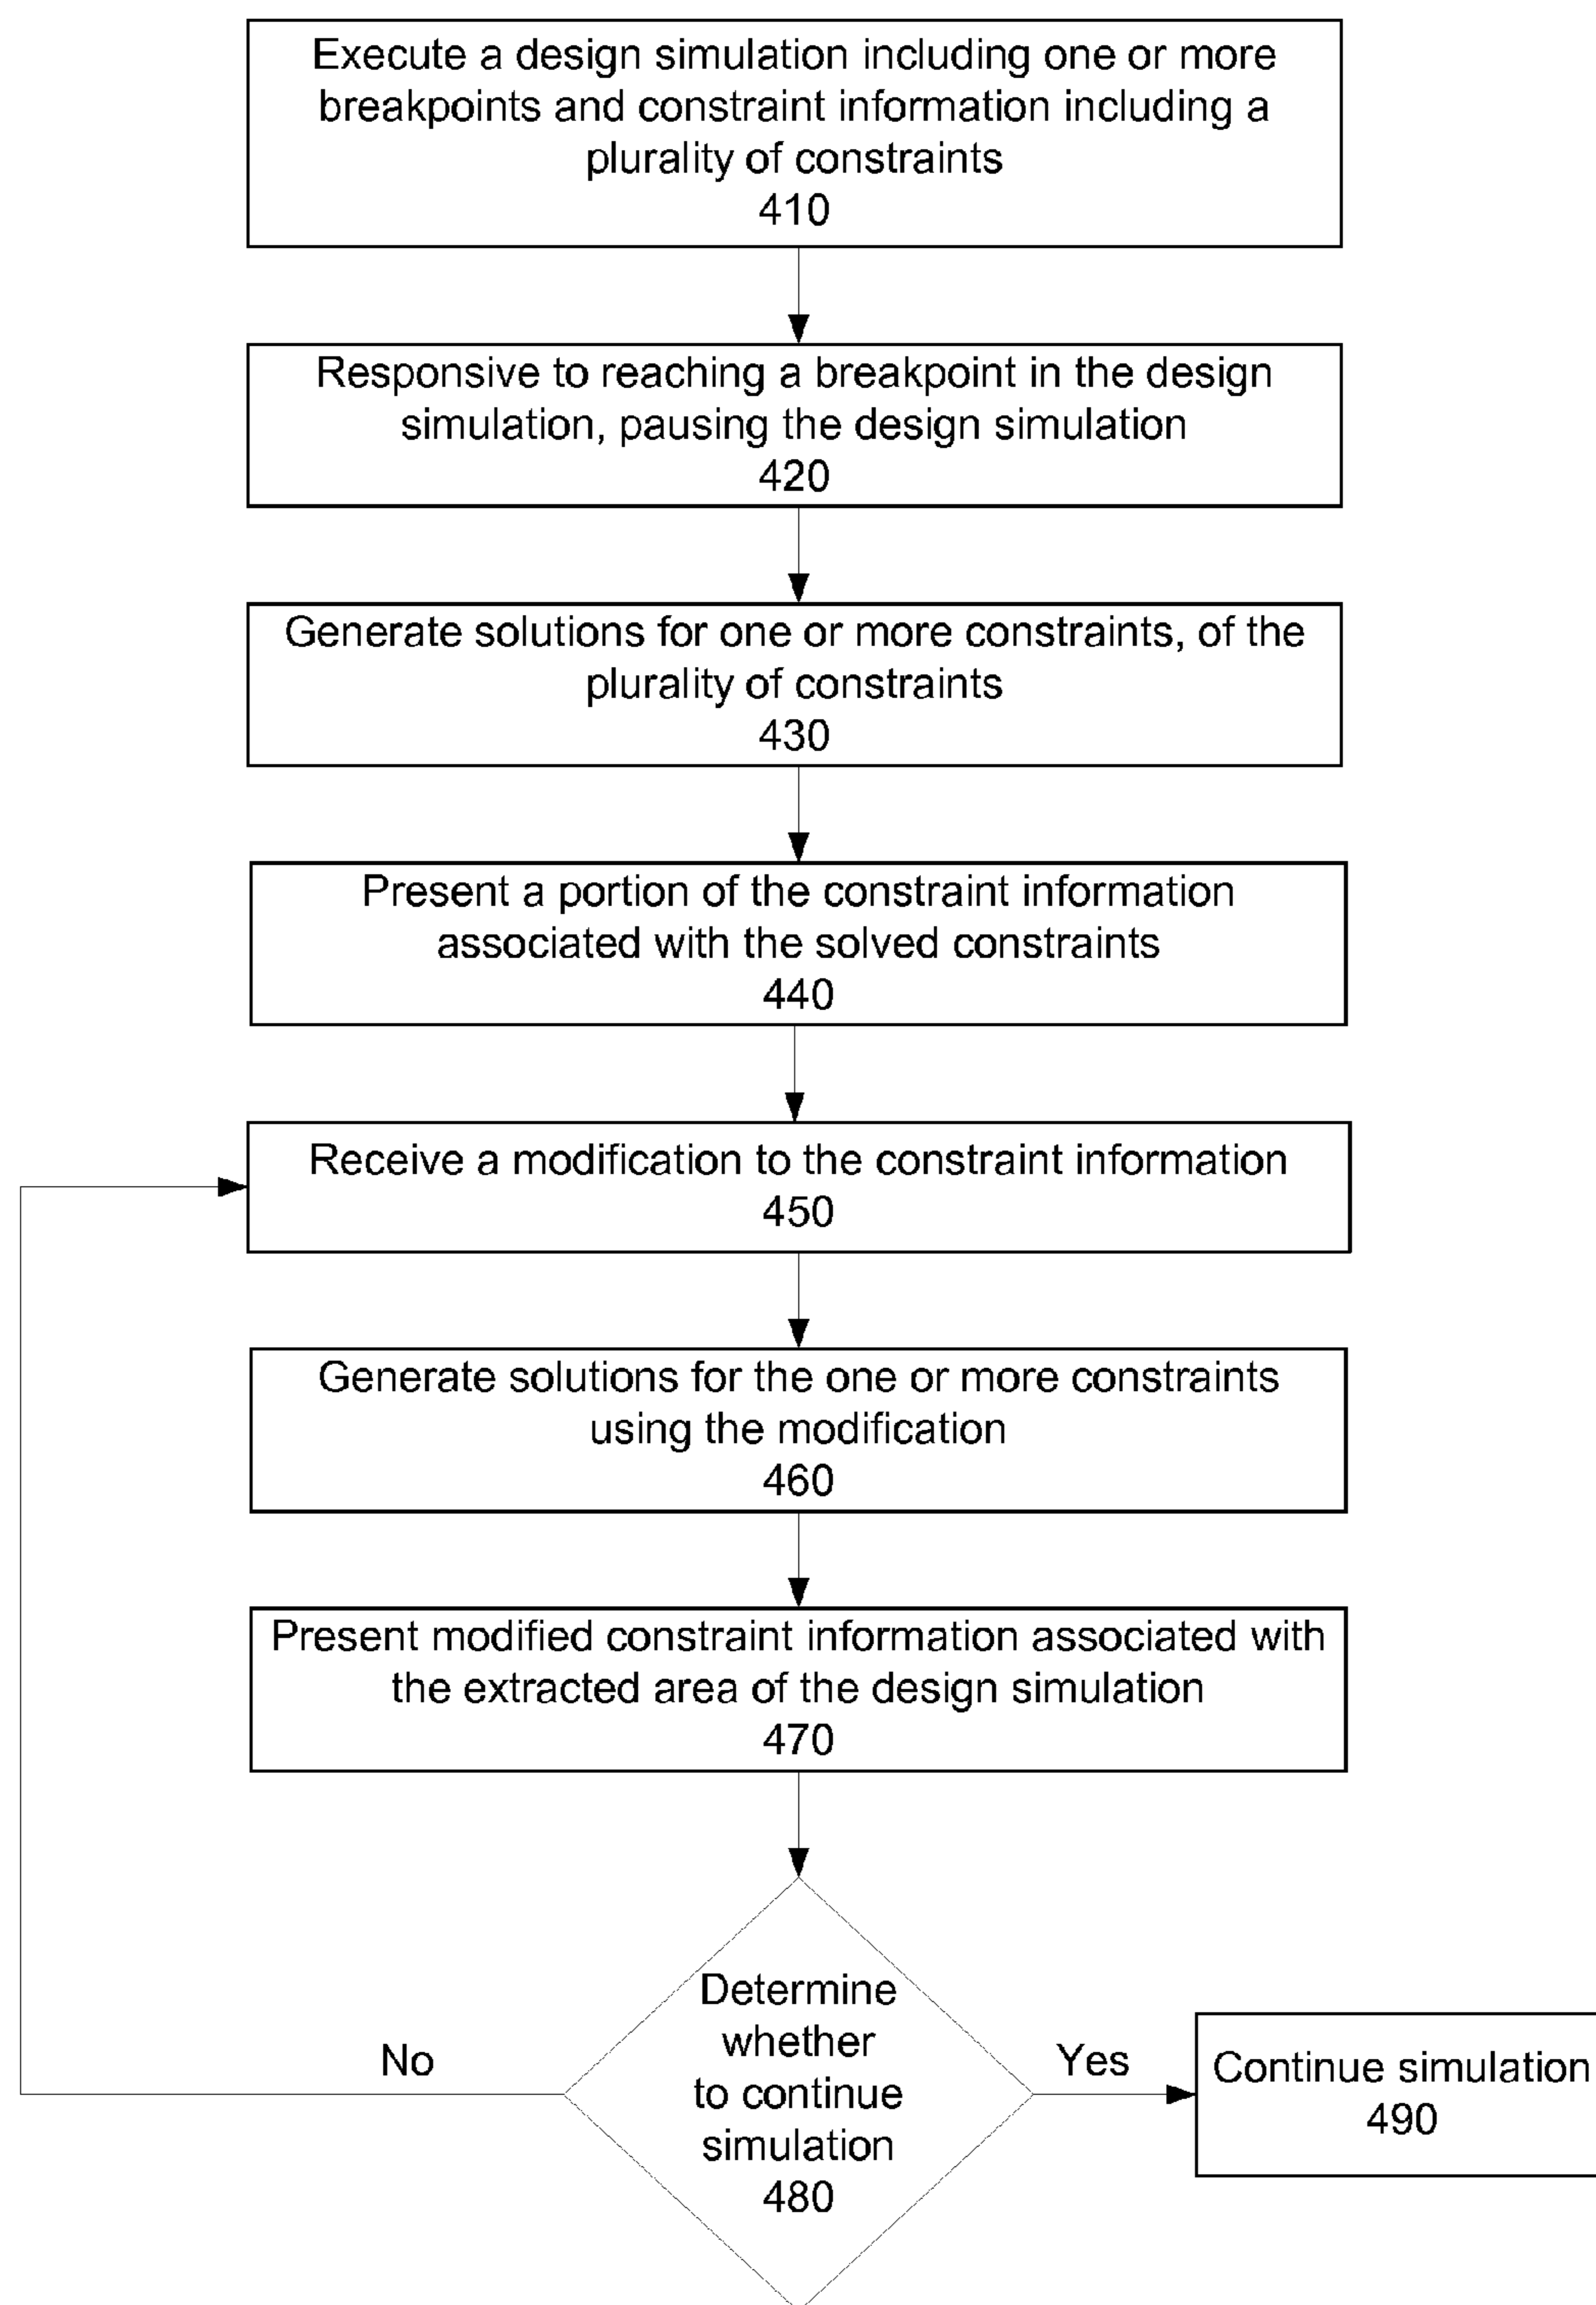 Execute a design simulation including one or more
breakpoints and constraint information including a
plurality of constraints
410
Responsive to reaching a breakpoint in the design
simulation, pausing the design simulation
420
Generate solutions for one or more constraints, of the
plurality of constraints
430
Present a portion of the constraint information
associated with the solved constraints
440
Receive a modification to the constraint information
450
Generate solutions for the one or more constraints
using the modification
460
Present modified constraint information associated with
the extracted area of the design simulation
470
Determine
whether
to continue
simulation
480
No
Yes
Continue simulation
490